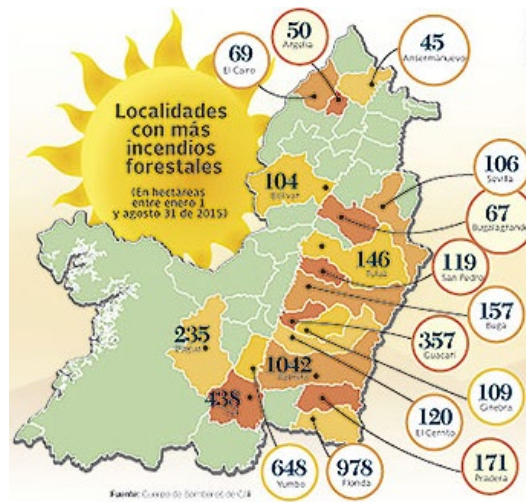 50
Argelia
69
El Cairo
45
Ansermanuevo
Localidades
con más
incendios
forestales
(En hectáreas
entre enero 1
y agosto 31 de 2015)
104
Bolívar
106
Sevilla
67
Bugalagrande
146
Tuluá
119
San Pedro
157
Buga
235
Dagua
357
Guacarí
1042
Palmira
109
Ginebra
438
120
El Cerrito
648
Yumbo
978
Florida
171
Pradera
Fuente: Cuerpo de Bomberos de Cali